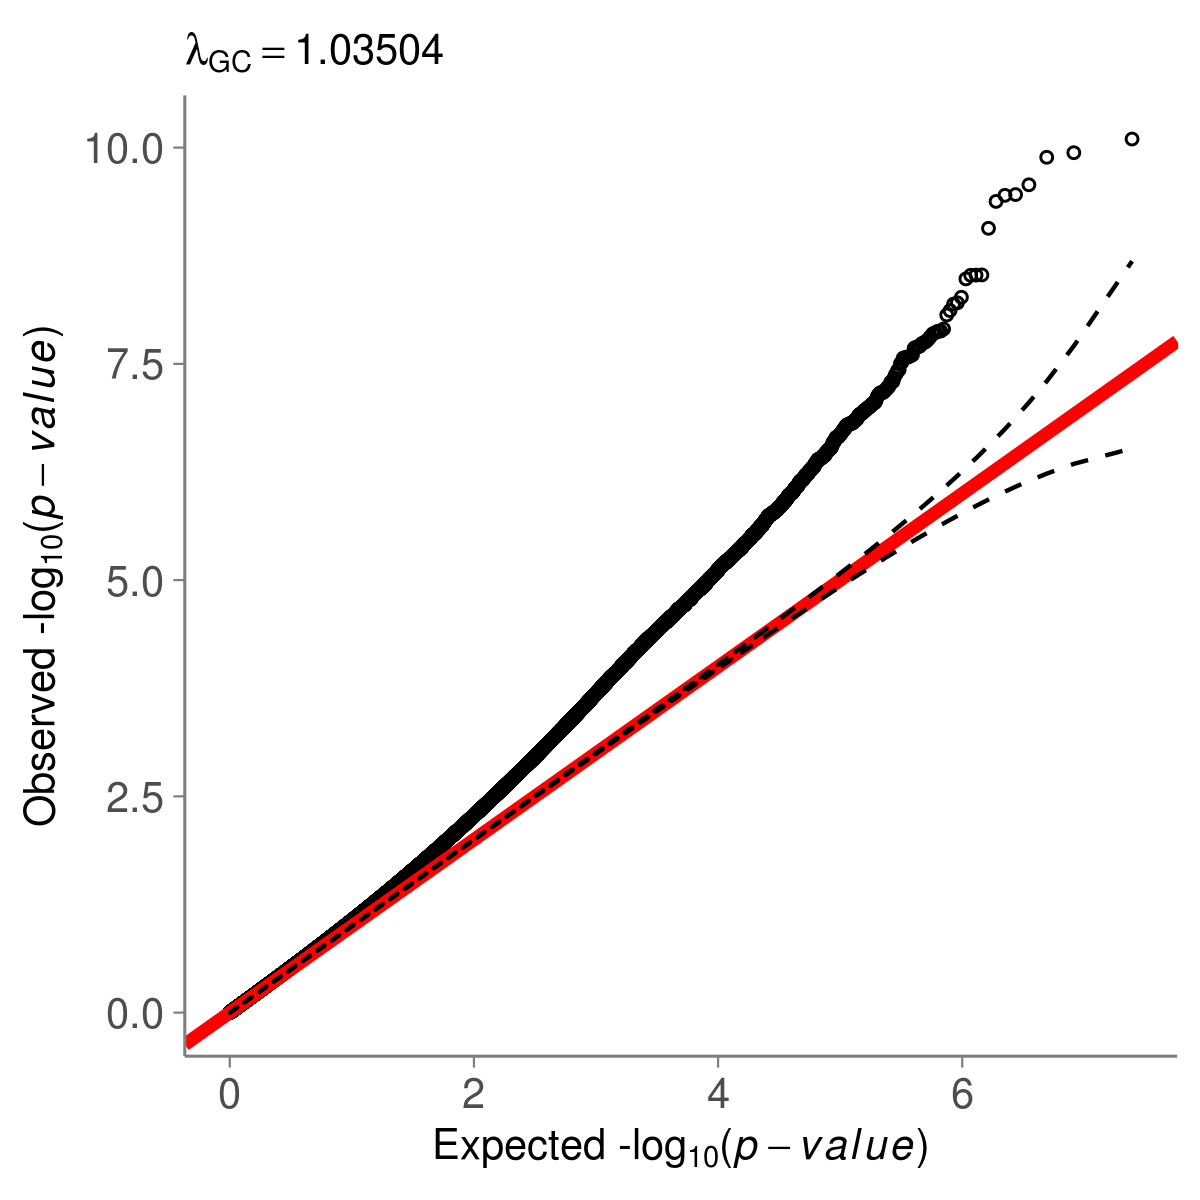 λGC = 1.03504
Observed -log10(p − value)
10.0
7.5
5.0
2.5
0.0
0 2 4 6
Expected -log10(p − value)